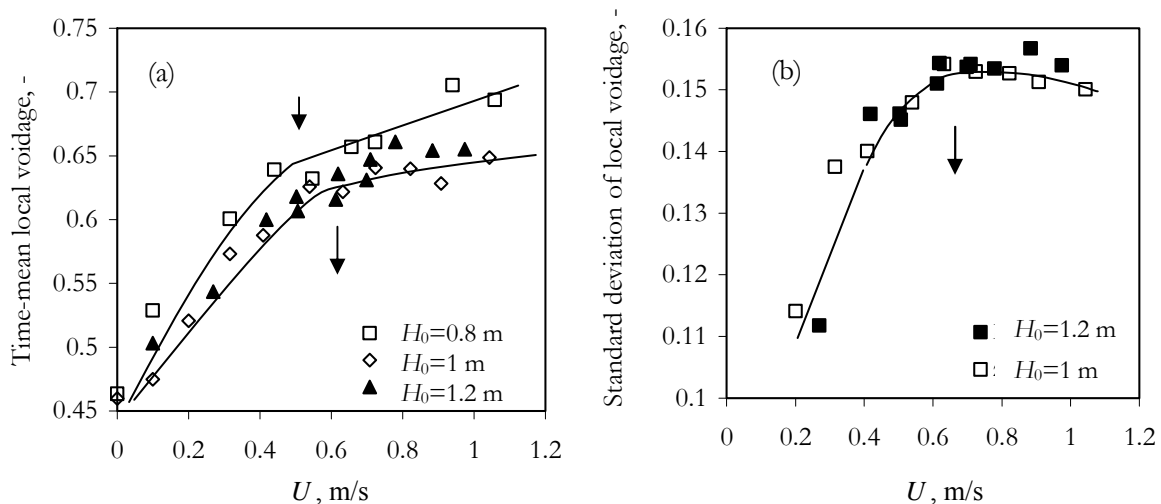 0.75
0.7
0.65
0.6
0.55
0.5
0.45
0 0.2 0.4 0.6 0.8 1 1.2
U , m/s
Time-mean local voidage, -
(a)
H0=0.8 m
H0=1 m
H0=1.2 m
0.16
0.15
0.14
0.13
0.12
0.11
0.1
0 0.2 0.4 0.6 0.8 1 1.2
U , m/s
Standard deviation of local voidage, -
(b)
H0=1.2 m
H0=1 m